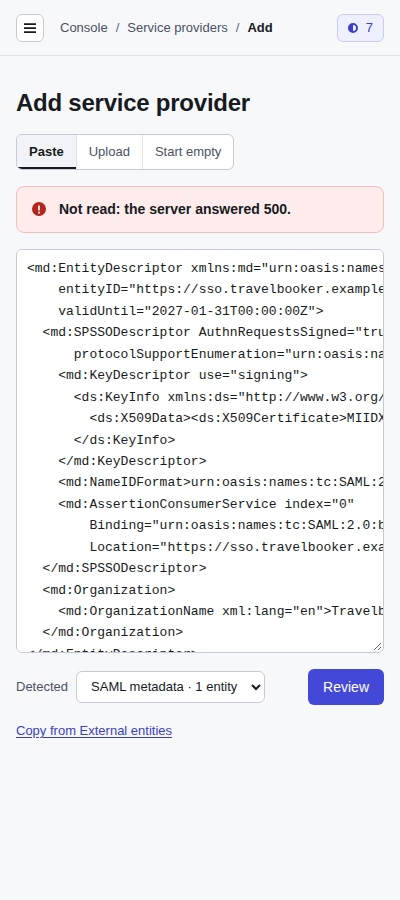 Console / Service providers / Add
7
Add service provider
Paste
Upload
Start empty
Not read: the server answered 500.
<md:EntityDescriptor xmlns:md="urn:oasis:names
entityID="https://sso.travelbooker.example
validUntil="2027-01-31T00:00:00Z">
<md:SPSSODescriptor AuthnRequestsSigned="tru
protocolSupportEnumeration="urn:oasis:na
<md:KeyDescriptor use="signing">
<ds:KeyInfo xmlns:ds="http://www.w3.org/
<ds:X509Data><ds:X509Certificate>MIIDX
</ds:KeyInfo>
</md:KeyDescriptor>
<md:NameIDFormat>urn:oasis:names:tc:SAML:2
<md:AssertionConsumerService index="0"
Binding="urn:oasis:names:tc:SAML:2.0:b
Location="https://sso.travelbooker.exa
</md:SPSSODescriptor>
<md:Organization>
<md:OrganizationName xml:lang="en">Travelb
</md:Organization>
</md:EntityDescriptor>
Detected
SAML metadata · 1 entity
Review
Copy from External entities